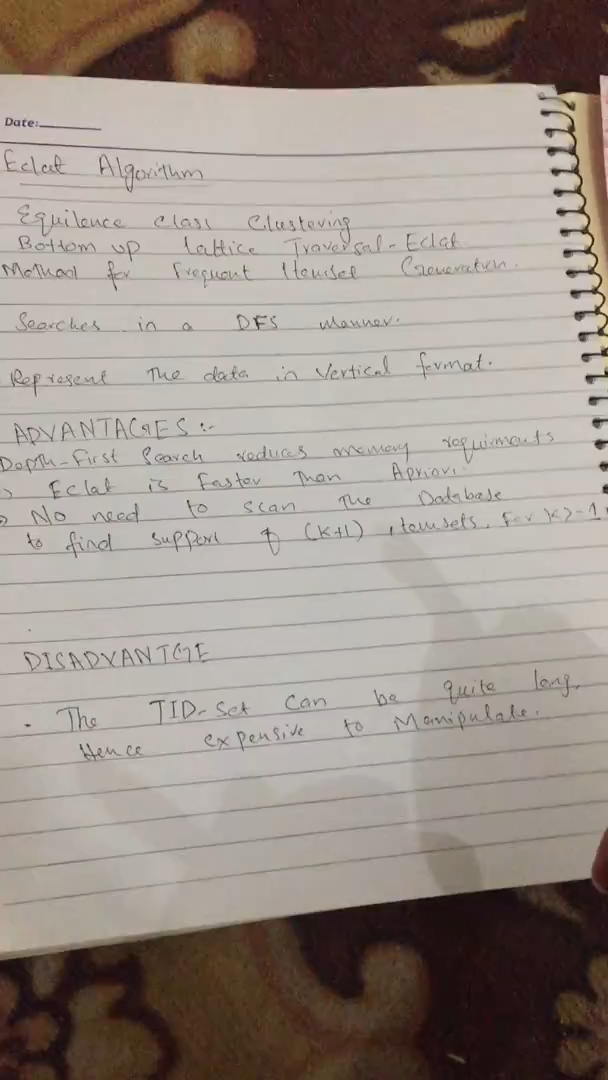 Date:
Eclat Algorithm
Equilence Class Clustering
Bottom up lattice Traversal-Eclat
Method for Frequent Itemset Generation.
Searches in a DFS manner.
Represent The data in Vertical format.
ADVANTAGES :-
Depth-First Search reduces memory requirments
Eclat is Faster Than Apriori.
No need to scan The Database
to find support of (K+1) itemsets. For K>-1
DISADVANTGE
- The TID-Set can be quite long,
Hence expensive to Manipulate.